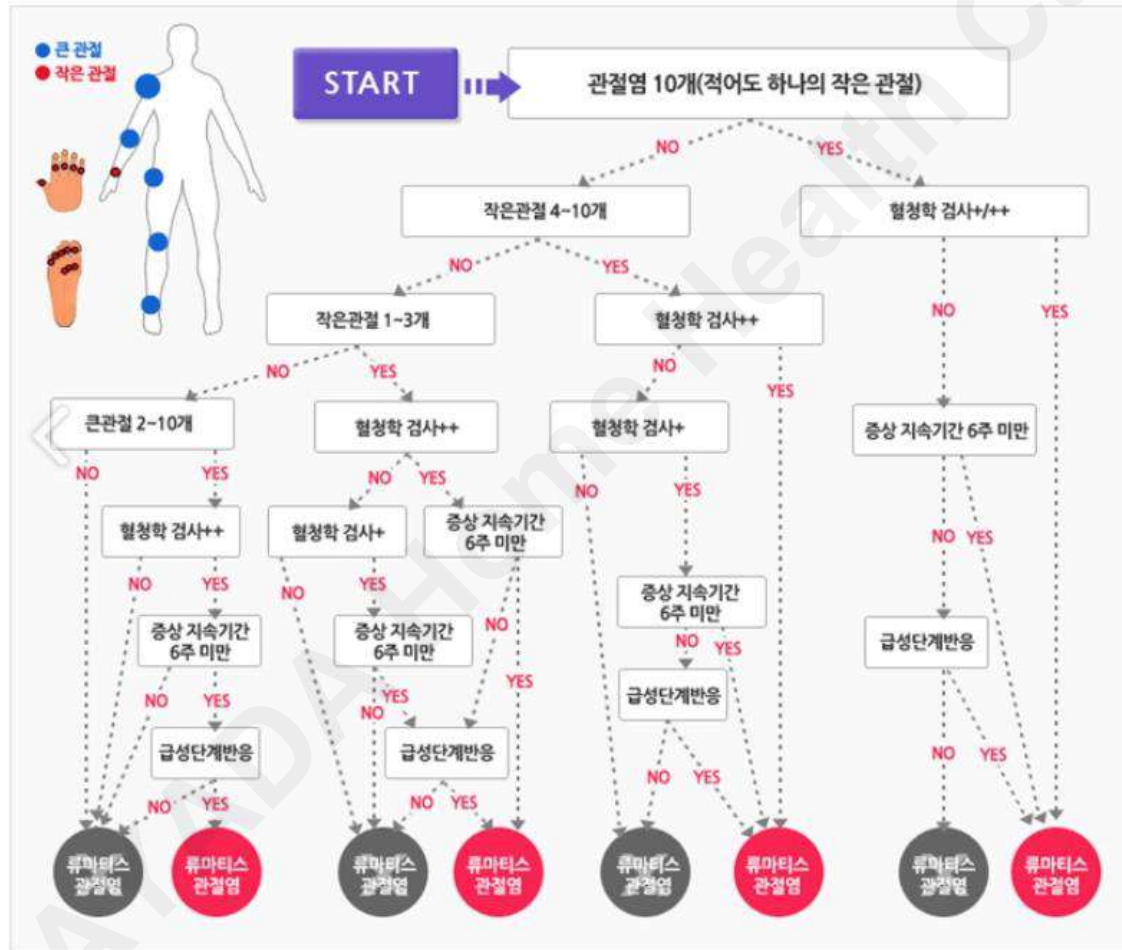 큰 관절
작은 관절
START
관절염 10개(적어도 하나의 작은 관절)
NO
YES
작은관절 4~10개
혈청학 검사+/++
NO
YES
작은관절 1~3개
혈청학 검사++
NO
YES
NO
YES
NO
YES
큰관절 2~10개
혈청학 검사++
혈청학 검사+
증상 지속기간 6주 미만
NO
YES
NO
YES
NO
YES
혈청학 검사++
혈청학 검사+
증상 지속기간
6주 미만
NO
YES
NO
YES
NO
YES
증상 지속기간
6주 미만
증상 지속기간
6주 미만
NO
YES
증상 지속기간
6주 미만
NO
YES
급성단계반응
NO
YES
NO
YES
급성단계반응
급성단계반응
급성단계반응
NO
YES
NO
YES
NO
YES
NO
YES
류마티스
관절염
류마티스
관절염
류마티스
관절염
류마티스
관절염
류마티스
관절염
류마티스
관절염
류마티스
관절염
류마티스
관절염